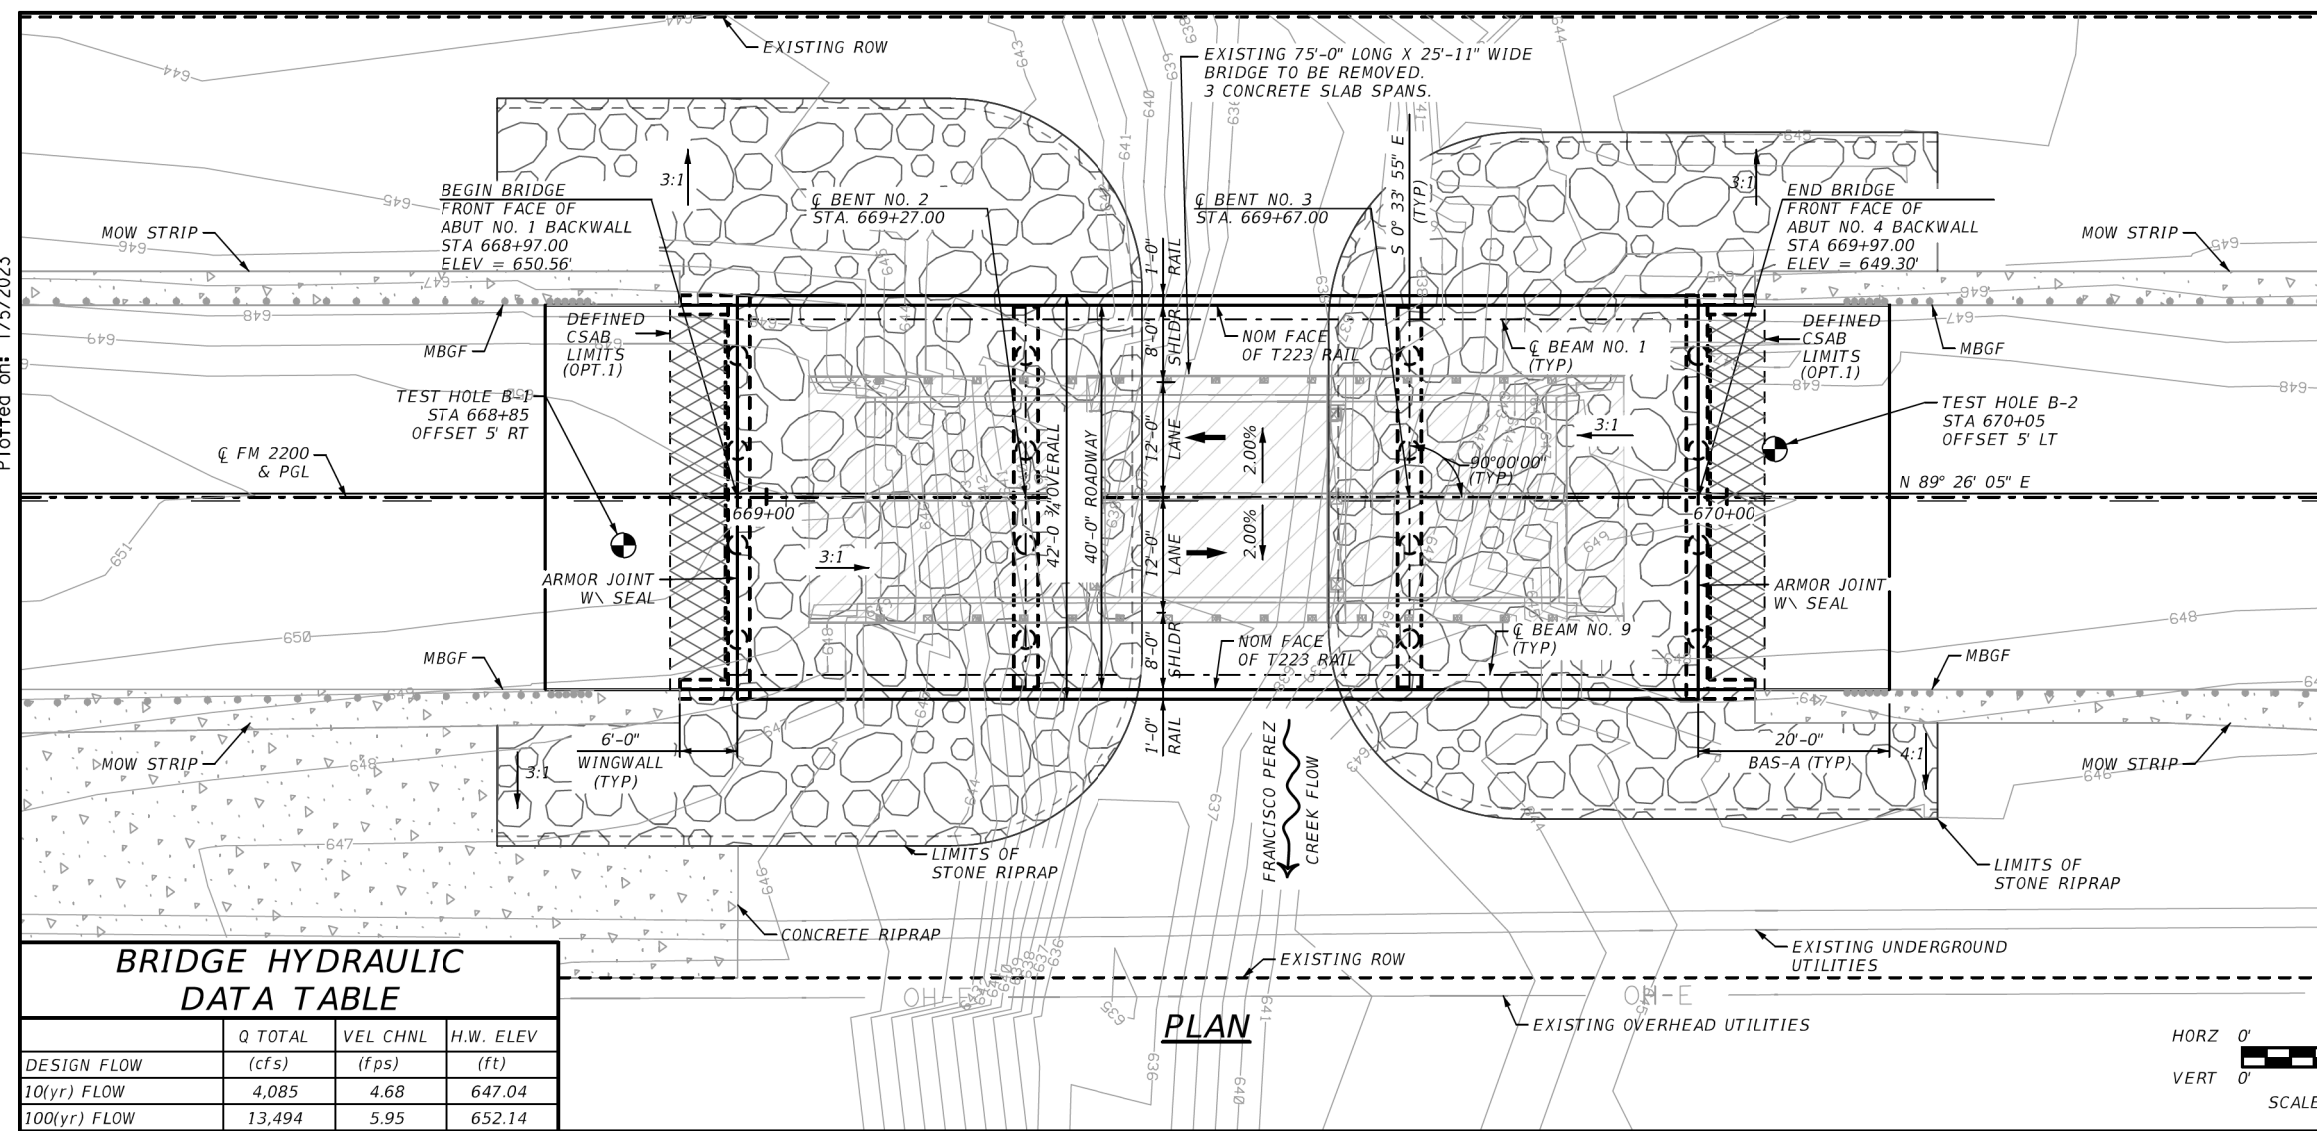 EXISTING ROW
EXISTING 75'-0" LONG X 25'-11" WIDE
BRIDGE TO BE REMOVED.
3 CONCRETE SLAB SPANS.
BEGIN BRIDGE
FRONT FACE OF
ABUT NO. 1 BACKWALL
STA 668+97.00
ELEV = 650.56'
℄ BENT NO. 2
STA. 669+27.00
℄ BENT NO. 3
STA. 669+67.00
S 0° 33' 55" E
(TYP)
END BRIDGE
FRONT FACE OF
ABUT NO. 4 BACKWALL
STA 669+97.00
ELEV = 649.30'
3:1
3:1
MOW STRIP
MOW STRIP
MBGF
MBGF
DEFINED
CSAB
LIMITS
(OPT.1)
DEFINED
CSAB
LIMITS
(OPT.1)
1'-0"
RAIL
8'-0"
SHLDR
12'-0"
LANE
12'-0"
LANE
8'-0"
SHLDR
1'-0"
RAIL
NOM FACE
OF T223 RAIL
℄ BEAM NO. 1
(TYP)
TEST HOLE B-1
STA 668+85
OFFSET 5' RT
TEST HOLE B-2
STA 670+05
OFFSET 5' LT
℄ FM 2200
& PGL
42'-0 ¾" OVERALL
40'-0" ROADWAY
2.00%
2.00%
3:1
90°00'00"
(TYP)
N 89° 26' 05" E
669+00
670+00
3:1
ARMOR JOINT
W\ SEAL
ARMOR JOINT
W\ SEAL
NOM FACE
OF T223 RAIL
℄ BEAM NO. 9
(TYP)
MBGF
MBGF
MOW STRIP
MOW STRIP
3:1
6'-0"
WINGWALL
(TYP)
20'-0"
BAS-A (TYP)
4:1
FRANCISCO PEREZ
CREEK FLOW
LIMITS OF
STONE RIPRAP
LIMITS OF
STONE RIPRAP
CONCRETE RIPRAP
EXISTING ROW
EXISTING UNDERGROUND
UTILITIES
OH-E
OH-E
EXISTING OVERHEAD UTILITIES
PLAN
BRIDGE HYDRAULIC
DATA TABLE
Q TOTAL VEL CHNL H.W. ELEV
DESIGN FLOW (cfs) (fps) (ft)
10(yr) FLOW 4,085 4.68 647.04
100(yr) FLOW 13,494 5.95 652.14
HORZ 0'
VERT 0'
644
645
646
647
648
649
651
650
648
647